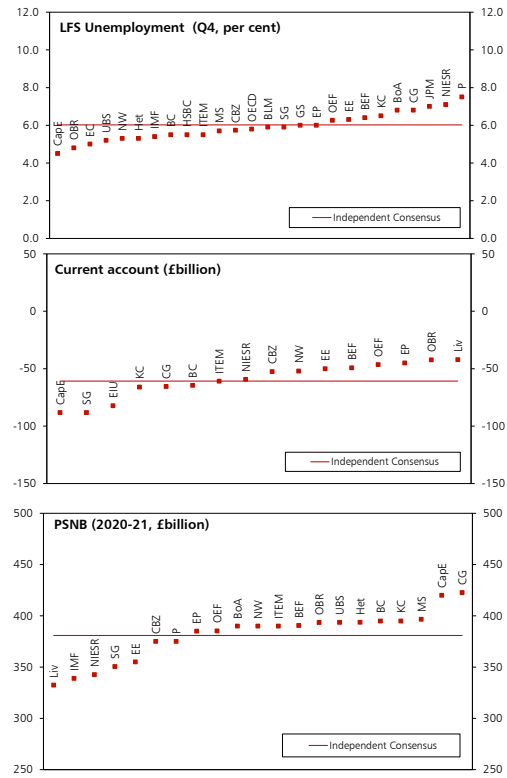 LFS Unemployment (Q4, per cent)
12.0 12.0
10.0 10.0
8.0 8.0
6.0 6.0
4.0 4.0
2.0 2.0
0.0 0.0
CapE OBR EC UBS NW Het IMF BC HSBC ITEM MS CBZ OECD BLM SG GS EP OEF EE BEF KC BoA CG JPM NIESR P
Independent Consensus
Current account (£billion)
50 50
0 0
-50 -50
-100 -100
-150 -150
CapE SG EIU KC CG BC ITEM NIESR CBZ NW EE BEF OEF EP OBR Liv
Independent Consensus
PSNB (2020-21, £billion)
500 500
450 450
400 400
350 350
300 300
250 250
Liv IMF NIESR SG EE CBZ P EP OEF BoA NW ITEM BEF OBR UBS Het BC KC MS CapE CG
Independent Consensus